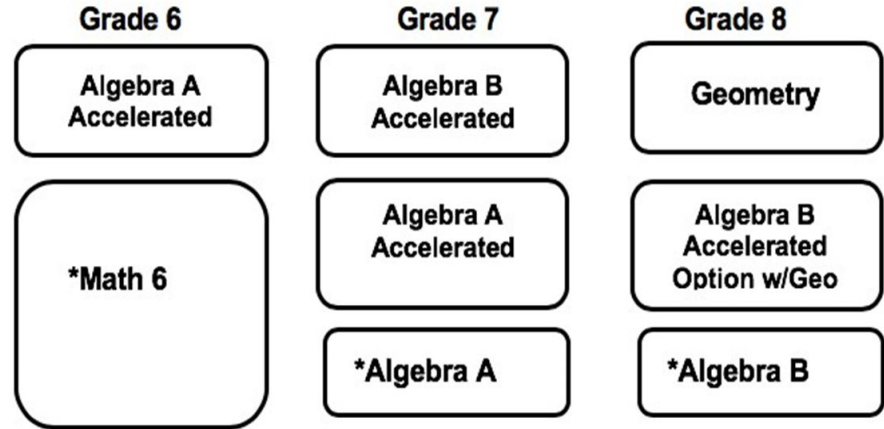 Grade 6
Grade 7
Grade 8
Algebra A
Accelerated
Algebra B
Accelerated
Geometry
*Math 6
Algebra A
Accelerated
Algebra B
Accelerated
Option w/Geo
*Algebra A
*Algebra B